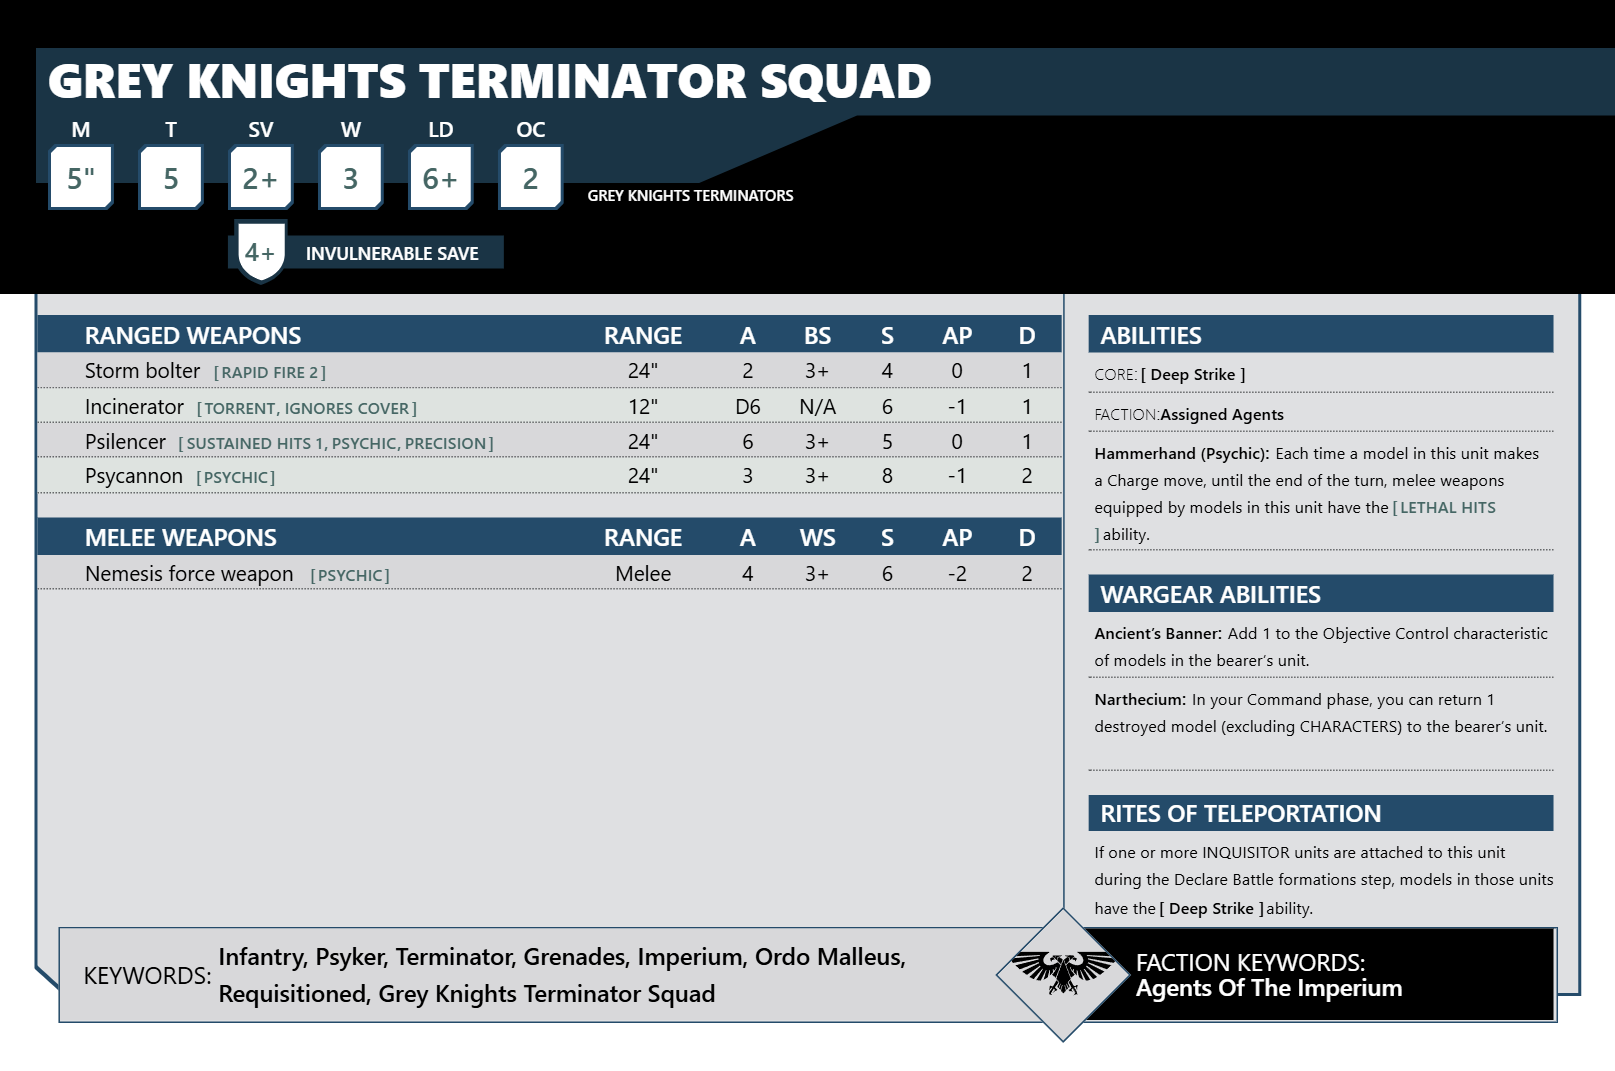 GREY KNIGHTS TERMINATOR SQUAD
M T SV W LD OC
5" 5 2+ 3 6+ 2
GREY KNIGHTS TERMINATORS
4+ INVULNERABLE SAVE
RANGED WEAPONS RANGE A BS S AP D
Storm bolter [RAPID FIRE 2] 24" 2 3+ 4 0 1
Incinerator [TORRENT, IGNORES COVER] 12" D6 N/A 6 -1 1
Psilencer [SUSTAINED HITS 1, PSYCHIC, PRECISION] 24" 6 3+ 5 0 1
Psycannon [PSYCHIC] 24" 3 3+ 8 -1 2
MELEE WEAPONS RANGE A WS S AP D
Nemesis force weapon [PSYCHIC] Melee 4 3+ 6 -2 2
ABILITIES
CORE: [ Deep Strike ]
FACTION:Assigned Agents
Hammerhand (Psychic): Each time a model in this unit makes
a Charge move, until the end of the turn, melee weapons
equipped by models in this unit have the [LETHAL HITS
] ability.
WARGEAR ABILITIES
Ancient’s Banner: Add 1 to the Objective Control characteristic
of models in the bearer’s unit.
Narthecium: In your Command phase, you can return 1
destroyed model (excluding CHARACTERS) to the bearer’s unit.
RITES OF TELEPORTATION
If one or more INQUISITOR units are attached to this unit
during the Declare Battle formations step, models in those units
have the [ Deep Strike ] ability.
KEYWORDS: Infantry, Psyker, Terminator, Grenades, Imperium, Ordo Malleus,
Requisitioned, Grey Knights Terminator Squad
FACTION KEYWORDS:
Agents Of The Imperium